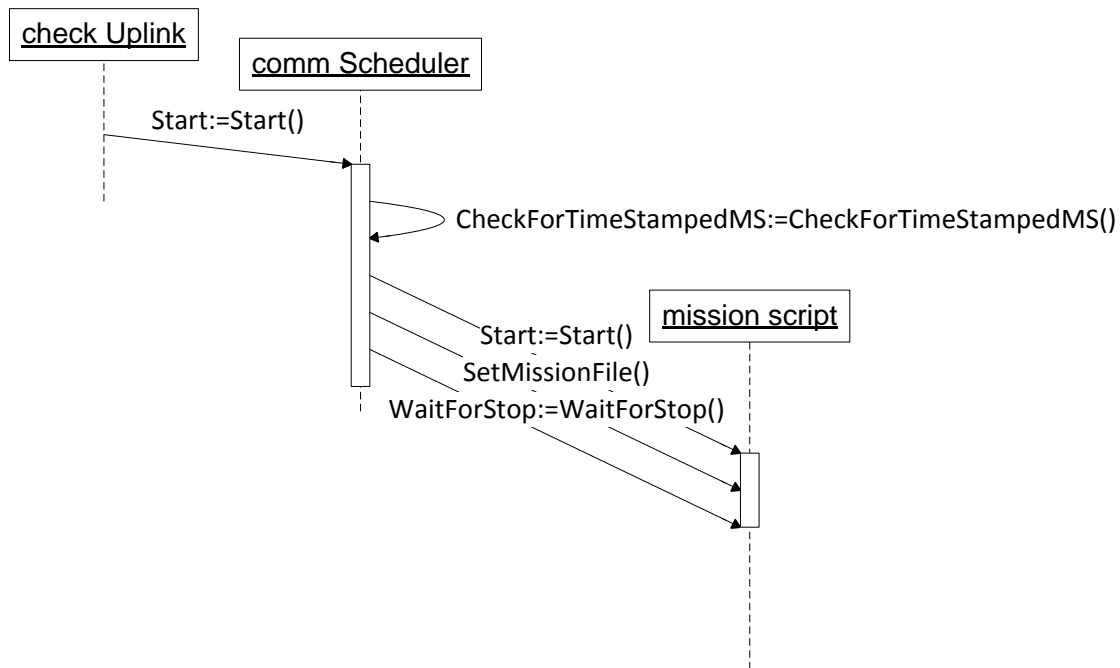 check Uplink
comm Scheduler
Start:=Start()
CheckForTimeStampedMS:=CheckForTimeStampedMS()
mission script
Start:=Start()
SetMissionFile()
WaitForStop:=WaitForStop()